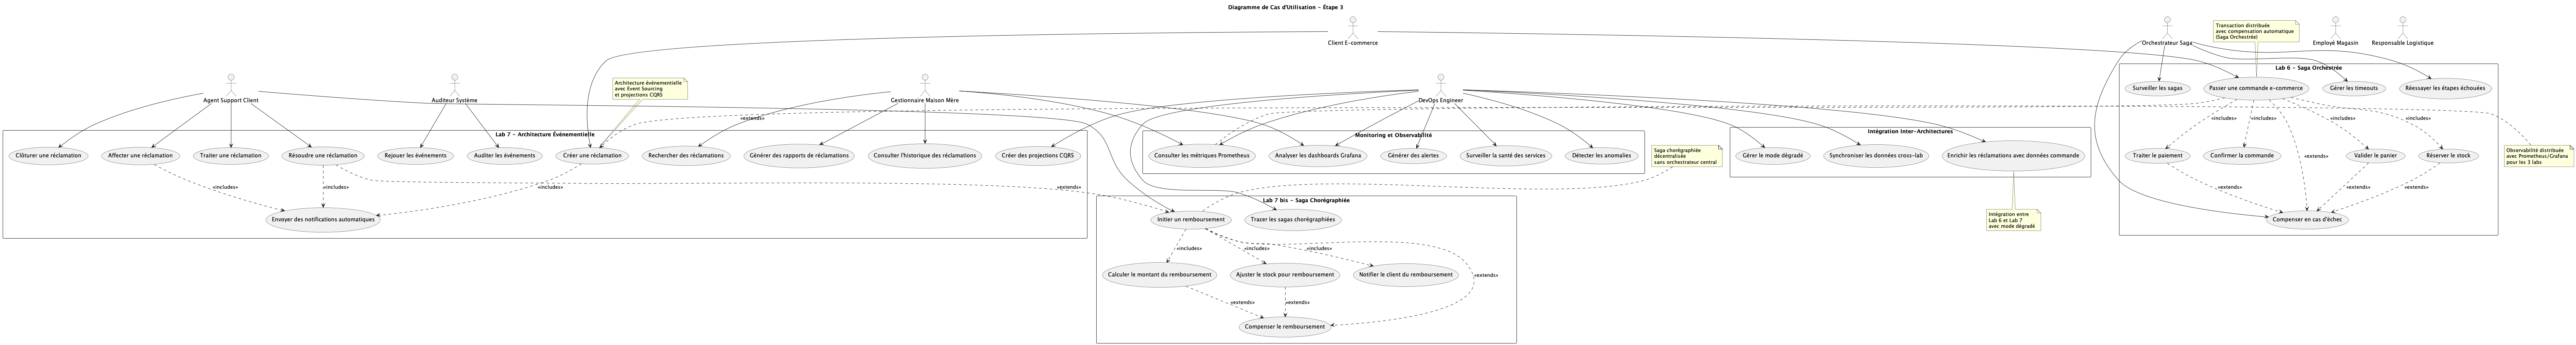 Diagramme de Cas d'Utilisation - Étape 3
Client E-commerce
Orchestrateur Saga
Transaction distribuée
avec compensation automatique
(Saga Orchestrée)
Employé Magasin
Responsable Logistique
Agent Support Client
Auditeur Système
Architecture événementielle
avec Event Sourcing
et projections CQRS
Gestionnaire Maison Mère
DevOps Engineer
Lab 6 - Saga Orchestrée
Surveiller les sagas
Passer une commande e-commerce
Gérer les timeouts
Réessayer les étapes échouées
«includes»
«includes»
«includes»
«includes»
«extends»
Traiter le paiement
Confirmer la commande
Valider le panier
Réserver le stock
«extends»
«extends»
«extends»
Compenser en cas d'échec
Observabilité distribuée
avec Prometheus/Grafana
pour les 3 labs
«extends»
Lab 7 - Architecture Événementielle
Clôturer une réclamation
Affecter une réclamation
Traiter une réclamation
Résoudre une réclamation
Rejouer les événements
Auditer les événements
Créer une réclamation
Rechercher des réclamations
Générer des rapports de réclamations
Consulter l'historique des réclamations
Créer des projections CQRS
«includes»
«includes»
«includes»
«extends»
Envoyer des notifications automatiques
Monitoring et Observabilité
Consulter les métriques Prometheus
Analyser les dashboards Grafana
Générer des alertes
Surveiller la santé des services
Détecter les anomalies
Saga chorégraphiée
décentralisée
sans orchestrateur central
Intégration Inter-Architectures
Gérer le mode dégradé
Synchroniser les données cross-lab
Enrichir les réclamations avec données commande
Intégration entre
Lab 6 et Lab 7
avec mode dégradé
Lab 7 bis - Saga Chorégraphiée
Initier un remboursement
Tracer les sagas chorégraphiées
«includes»
«includes»
«includes»
«extends»
Calculer le montant du remboursement
Ajuster le stock pour remboursement
Notifier le client du remboursement
«extends»
«extends»
Compenser le remboursement